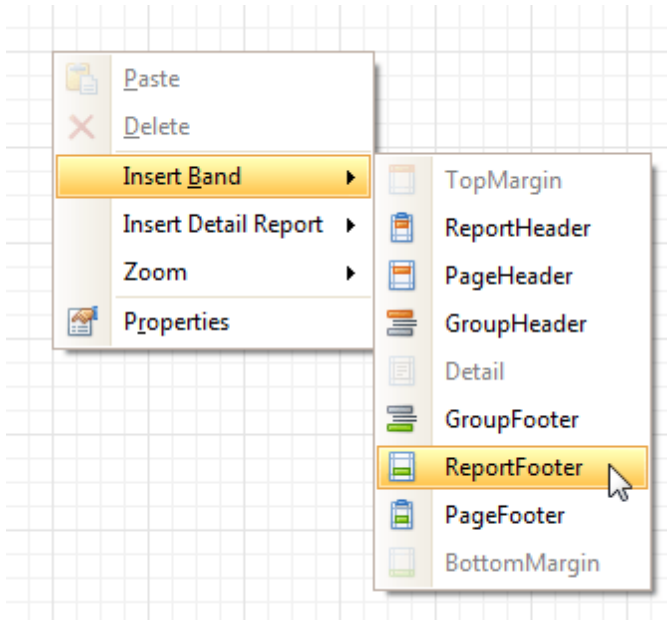 Paste
Delete
Insert Band
Insert Detail Report
Zoom
Properties
TopMargin
ReportHeader
PageHeader
GroupHeader
Detail
GroupFooter
ReportFooter
PageFooter
BottomMargin